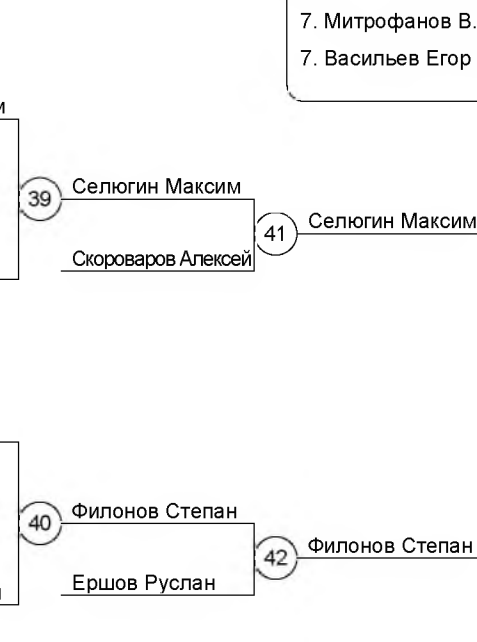 7. Митрофанов В.
7. Васильев Егор
39
Селюгин Максим
41
Селюгин Максим
Скороваров Алексей
40
Филонов Степан
42
Филонов Степан
Ершов Руслан